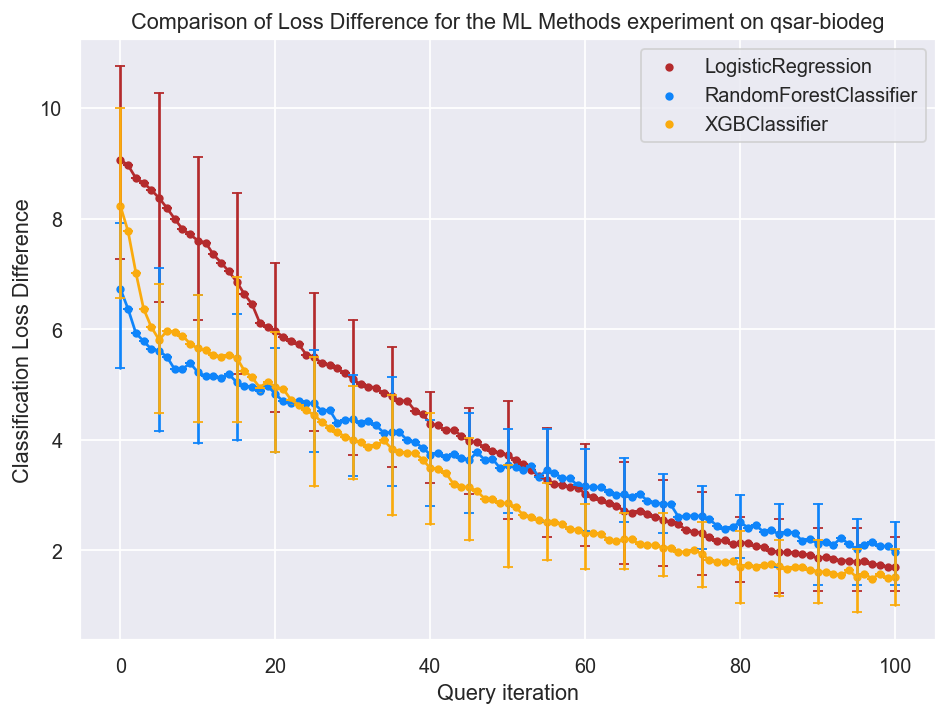 Comparison of Loss Difference for the ML Methods experiment on qsar-biodeg
LogisticRegression
RandomForestClassifier
XGBClassifier
Classification Loss Difference
10
8
6
4
2
0 20 40 60 80 100
Query iteration